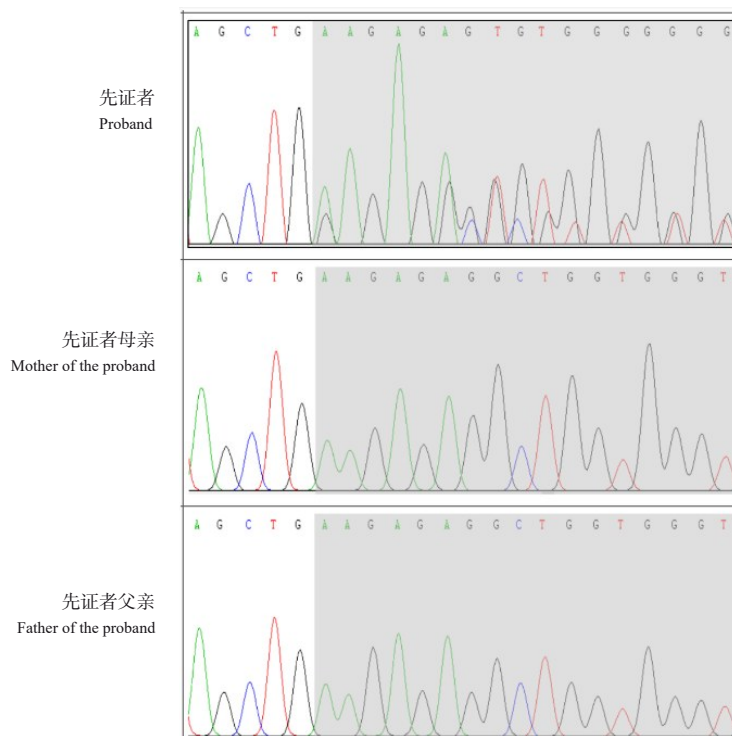 A G C T G A A G A G A G T G T G G G G G G G
先证者
Proband
A G C T G A A G A G A G G C T G G T G G G T
先证者母亲
Mother of the proband
A G C T G A A G A G A G G C T G G T G G G T
先证者父亲
Father of the proband